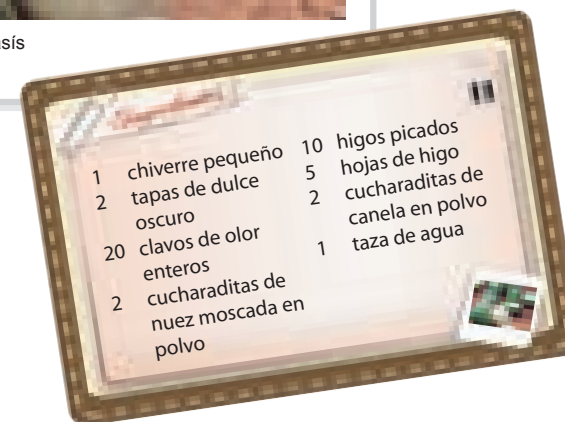 asís
1 chiverre pequeño
2 tapas de dulce
oscuro
20 clavos de olor
enteros
2 cucharaditas de
nuez moscada en
polvo
10 higos picados
5 hojas de higo
2 cucharaditas de
canela en polvo
1 taza de agua